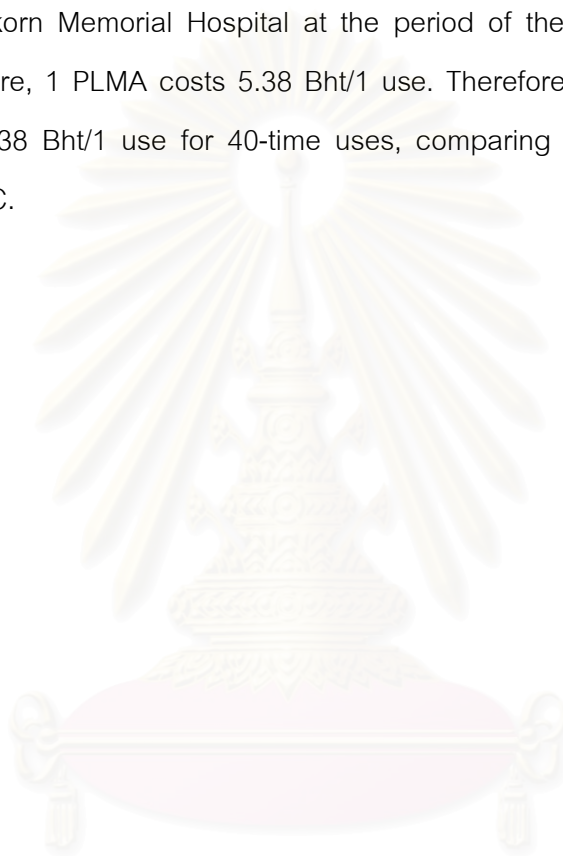 korn Memorial Hospital at the period of the
re, 1 PLMA costs 5.38 Bht/1 use. Therefore
38 Bht/1 use for 40-time uses, comparing
C.